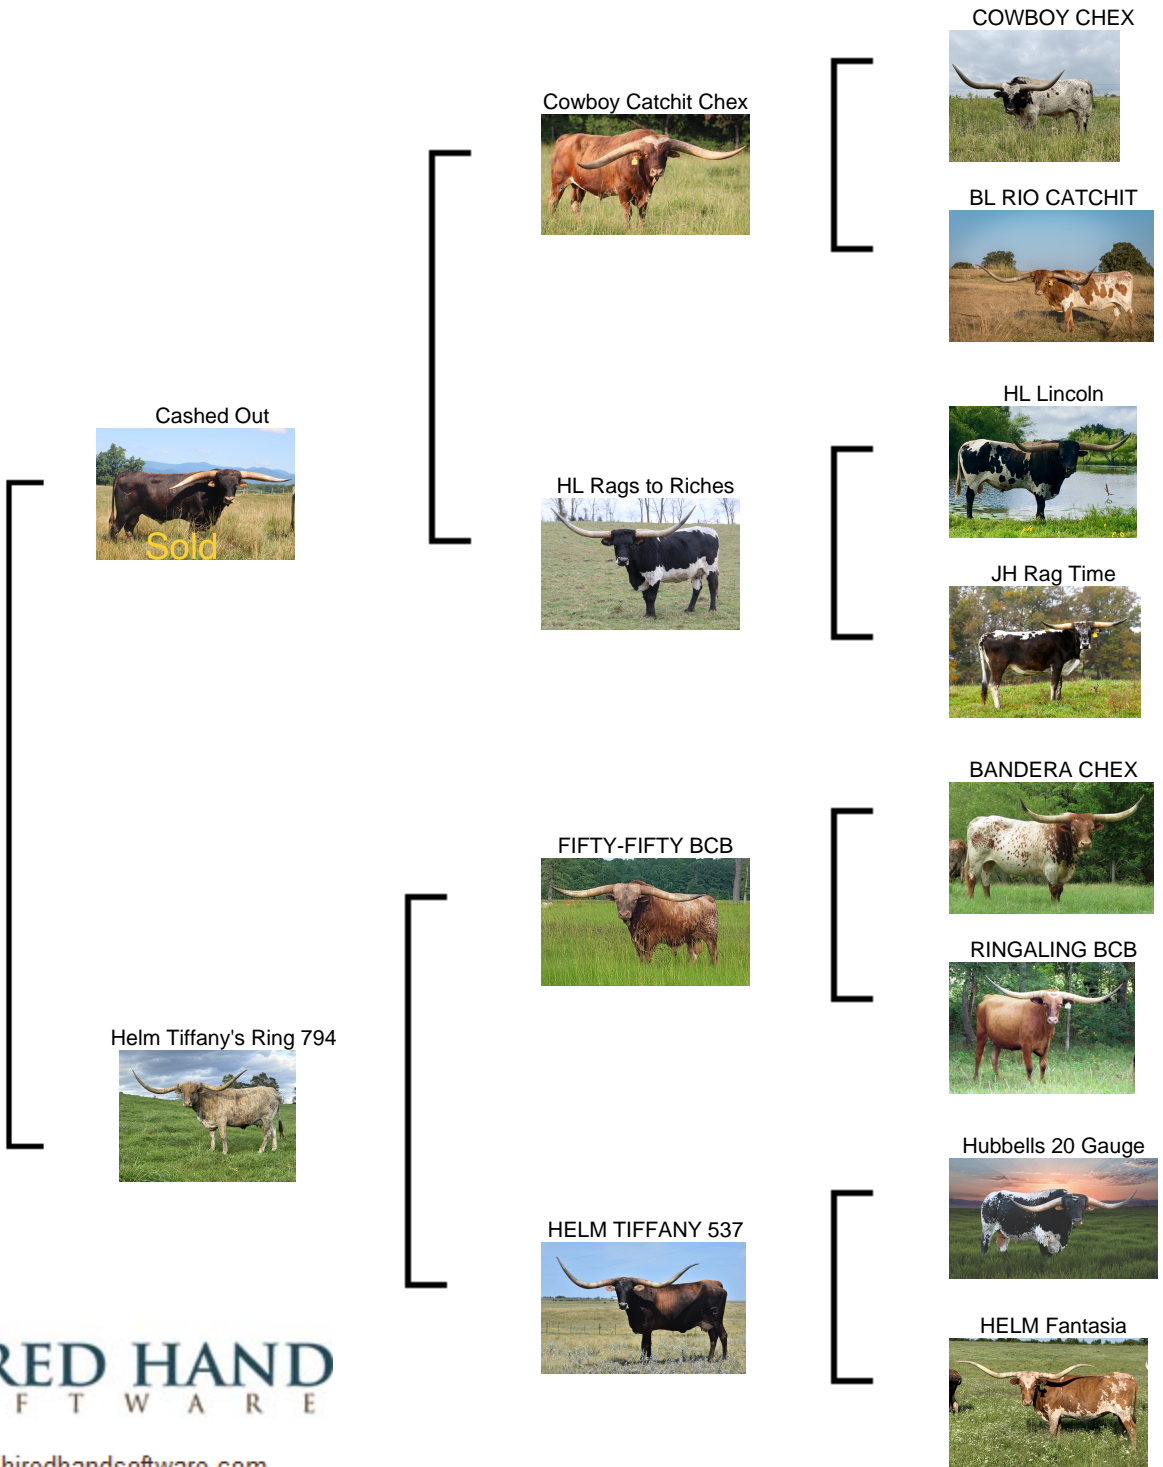 COWBOY CHEX
Cowboy Catchit Chex
BL RIO CATCHIT
Cashed Out
Sold
HL Lincoln
HL Rags to Riches
JH Rag Time
BANDERA CHEX
FIFTY-FIFTY BCB
RINGALING BCB
Helm Tiffany's Ring 794
Hubbells 20 Gauge
HELM TIFFANY 537
HELM Fantasia
RED HAND
F T W A R E
hiredhandsoftware.com